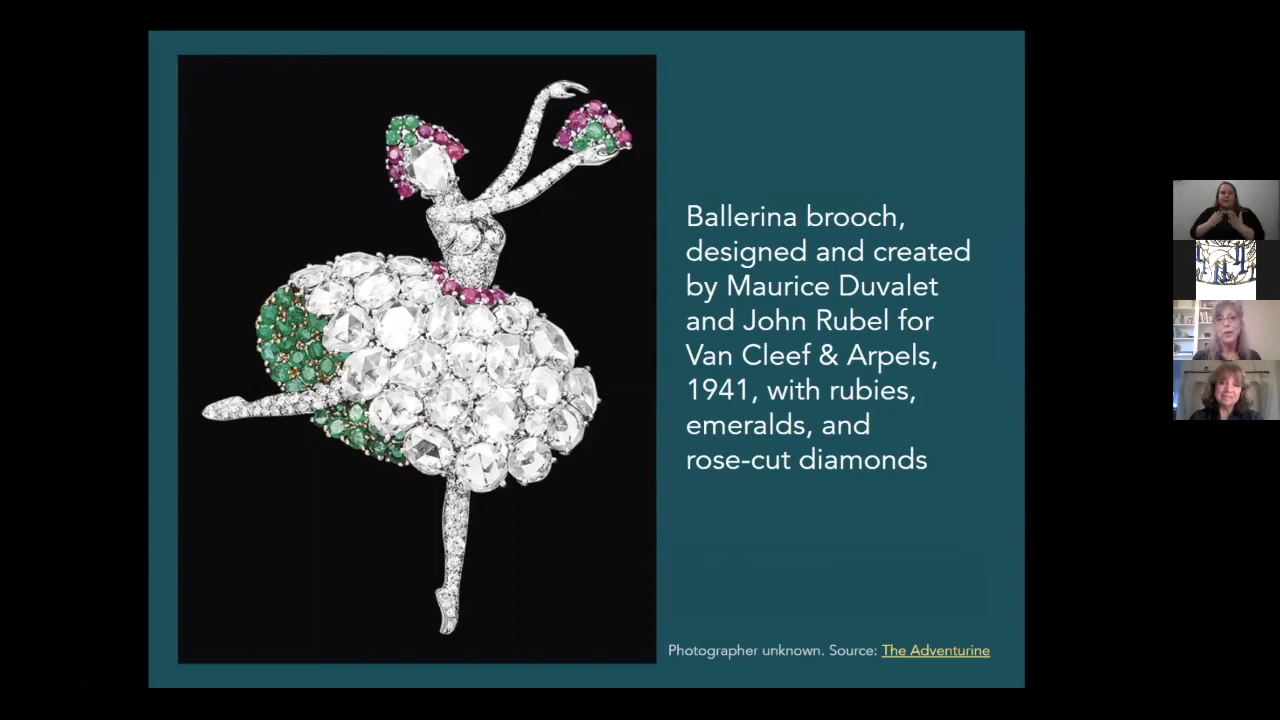 Ballerina brooch,
designed and created
by Maurice Duvalet
and John Rubel for
Van Cleef & Arpels,
1941, with rubies,
emeralds, and
rose-cut diamonds
Photographer unknown. Source: The Adventurine